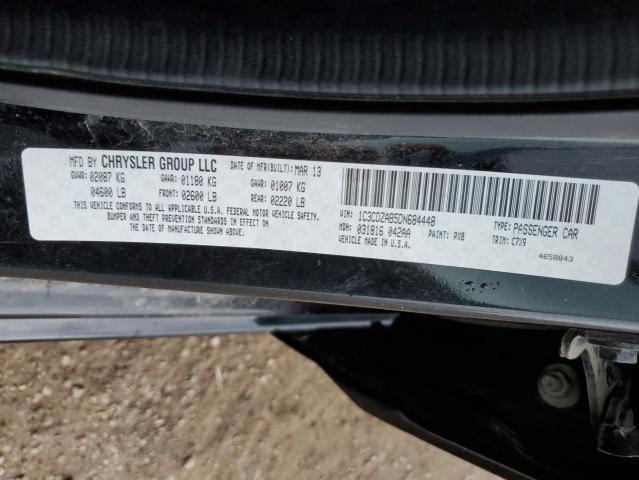 MFD BY CHRYSLER GROUP LLC DATE OF MFR(BUILT): MAR 13
GVWR: 02087 KG GAWR: 01180 KG GAWR: 01007 KG
04600 LB FRONT: 02600 LB REAR: 02220 LB
THIS VEHICLE CONFORMS TO ALL APPLICABLE U.S.A. FEDERAL MOTOR VEHICLE SAFETY,
BUMPER AND THEFT PREVENTION STANDARDS IN EFFECT ON
THE DATE OF MANUFACTURE SHOWN ABOVE.
VIN: 1C3CDZAB5DN684448 TYPE: PASSENGER CAR
MDH: 031816 042AA PAINT: PX8 TRIM: C7X9
MADE IN U.S.A. 4658843